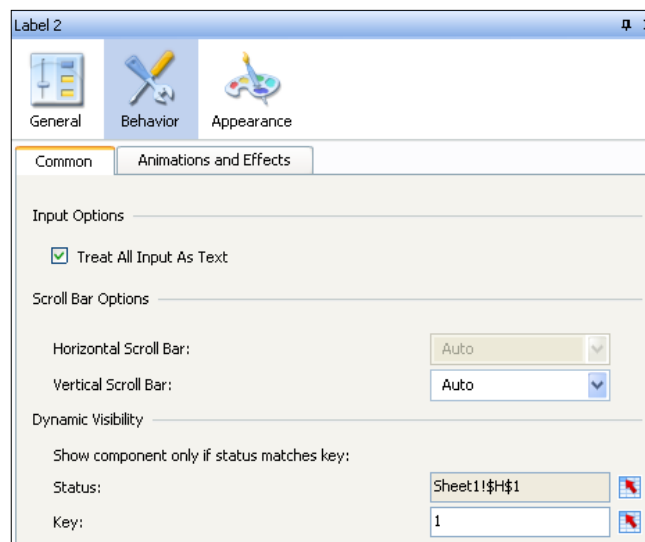 Label 2
General Behavior Appearance
Common Animations and Effects
Input Options
Treat All Input As Text
Scroll Bar Options
Horizontal Scroll Bar: Auto
Vertical Scroll Bar: Auto
Dynamic Visibility
Show component only if status matches key:
Status: Sheet1!$H$1
Key: 1